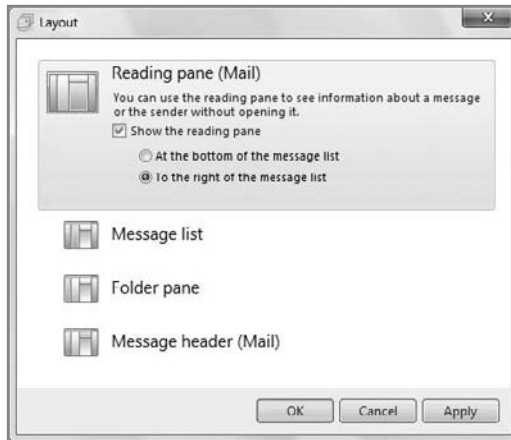 Layout
Reading pane (Mail)
You can use the reading pane to see information about a message
or the sender without opening it.
Show the reading pane
At the bottom of the message list
To the right of the message list
Message list
Folder pane
Message header (Mail)
OK
Cancel
Apply